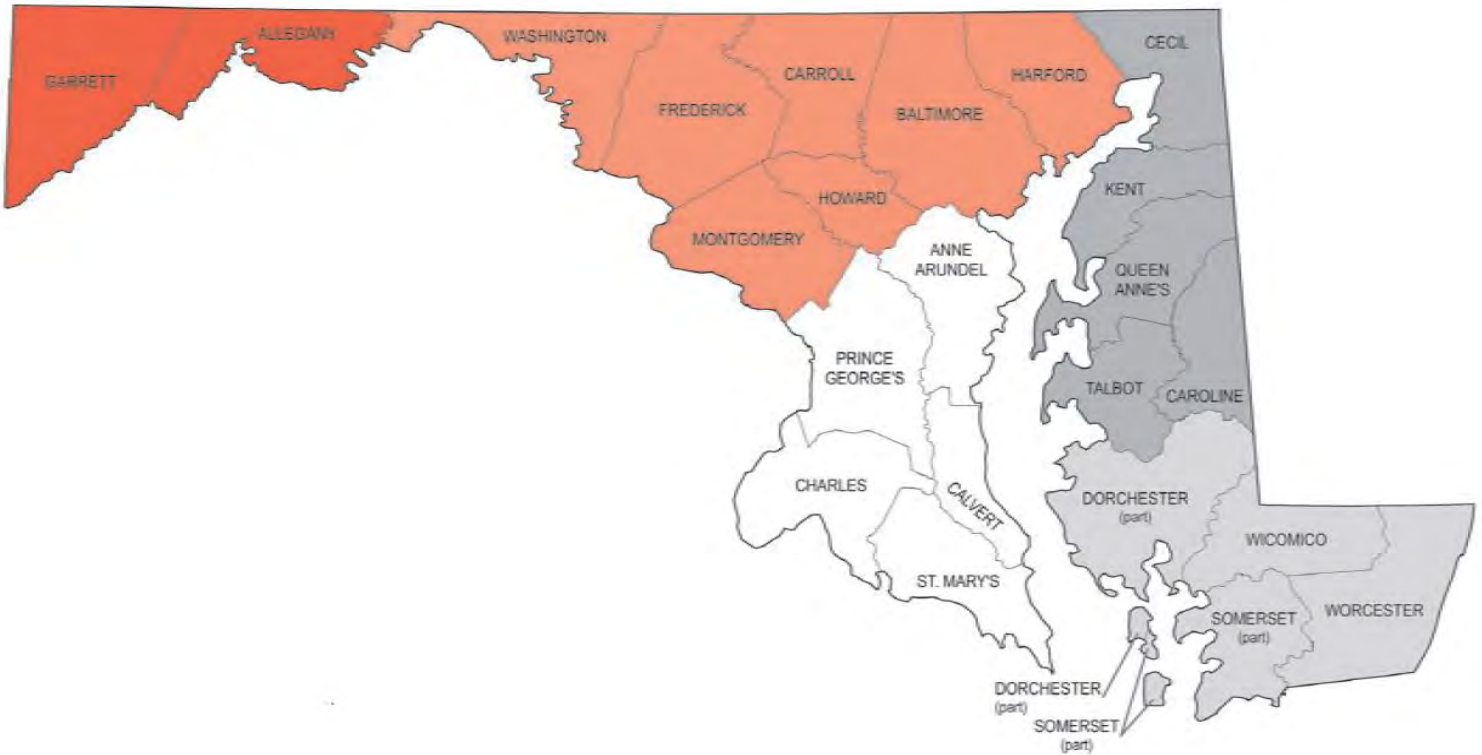 ALLEGANY
WASHINGTON
CECIL
GARRETT
CARROLL
HARFORD
FREDERICK
BALTIMORE
KENT
HOWARD
MONTGOMERY
ANNE
ARUNDEL
QUEEN
ANNE'S
PRINCE
GEORGE'S
TALBOT
CAROLINE
CHARLES
CALVERT
DORCHESTER
(part)
WICOMICO
ST. MARY'S
SOMERSET
(part)
WORCESTER
DORCHESTER
(part)
SOMERSET
(part)